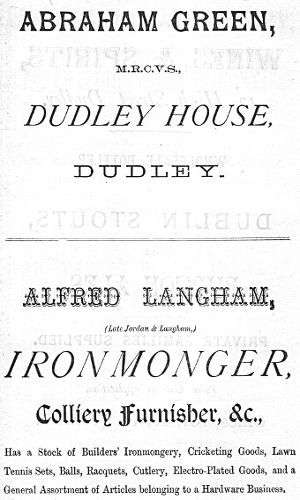 ABRAHAM GREEN,
M.R.C.V.S.,
DUDLEY HOUSE,
DUDLEY.
ALFRED LANGHAM,
(Late Jordan & Langham,)
IRONMONGER,
Colliery Furnisher, &c.,
Has a Stock of Builders' Ironmongery, Cricketing Goods, Lawn
Tennis Sets, Balls, Racquets, Cutlery, Electro-Plated Goods, and a
General Assortment of Articles belonging to a Hardware Business.